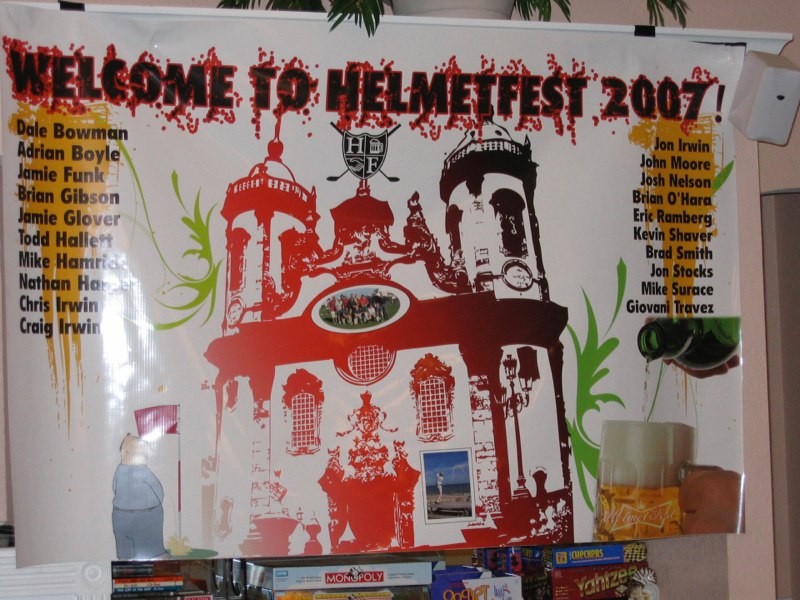 WELCOME TO HELMETFEST 2007!
Dale Bowman
Adrian Boyle
Jamie Funk
Brian Gibson
Jamie Glover
Todd Hallett
Mike Hamric
Nathan
Chris Irwin
Craig Irwin
H F
Jon Irwin
John Moore
Josh Nelson
Brian O'Hara
Eric Ramberg
Kevin Shaver
Brad Smith
Jon Stocks
Mike Surace
Giovani Travez
MONOPOLY
CHECKERS
Yahtzee